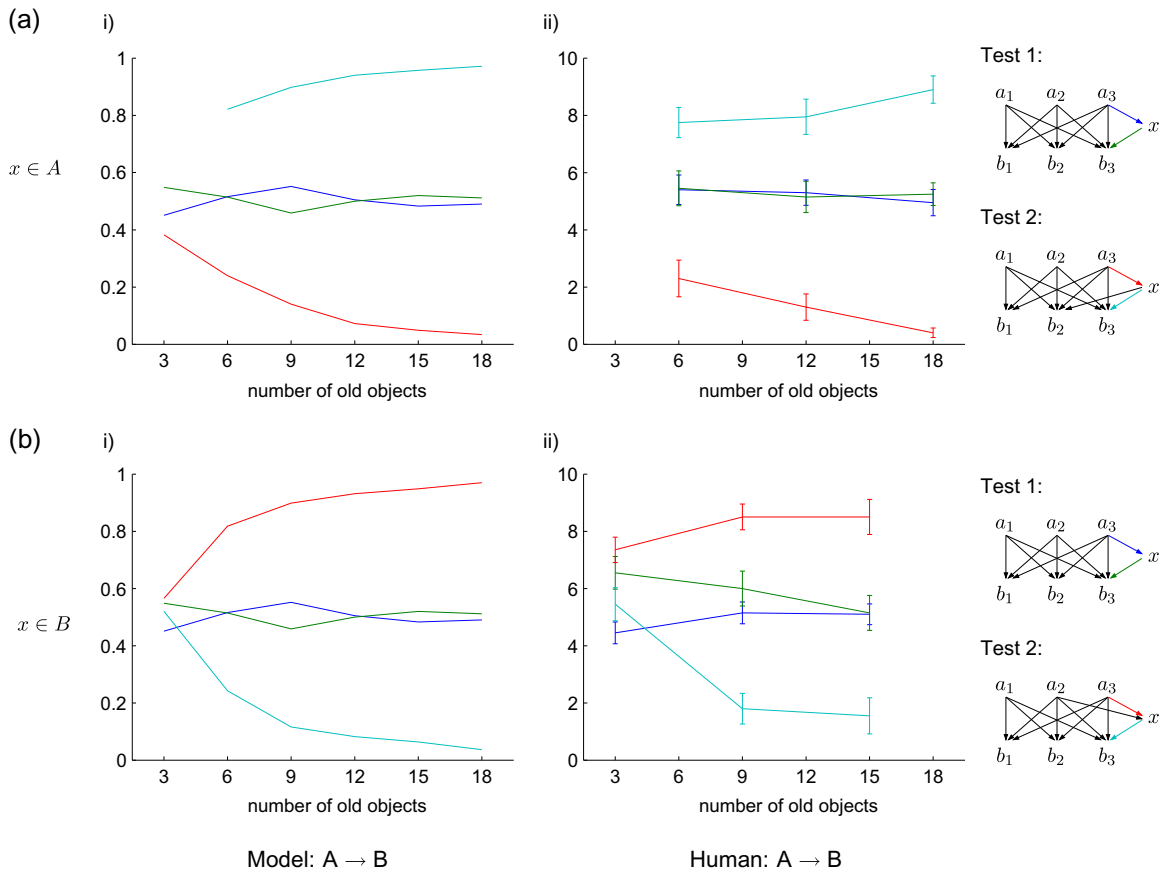 (a)
i)
ii)
1
0.8
0.6
0.4
0.2
0
x ∈ A
3 6 9 12 15 18
number of old objects
10
8
6
4
2
0
3 6 9 12 15 18
number of old objects
Test 1:
a1 a2 a3
x
b1 b2 b3
Test 2:
a1 a2 a3
x
b1 b2 b3
(b)
i)
ii)
1
0.8
0.6
0.4
0.2
0
x ∈ B
3 6 9 12 15 18
number of old objects
10
8
6
4
2
0
3 6 9 12 15 18
number of old objects
Test 1:
a1 a2 a3
x
b1 b2 b3
Test 2:
a1 a2 a3
x
b1 b2 b3
Model: A → B
Human: A → B